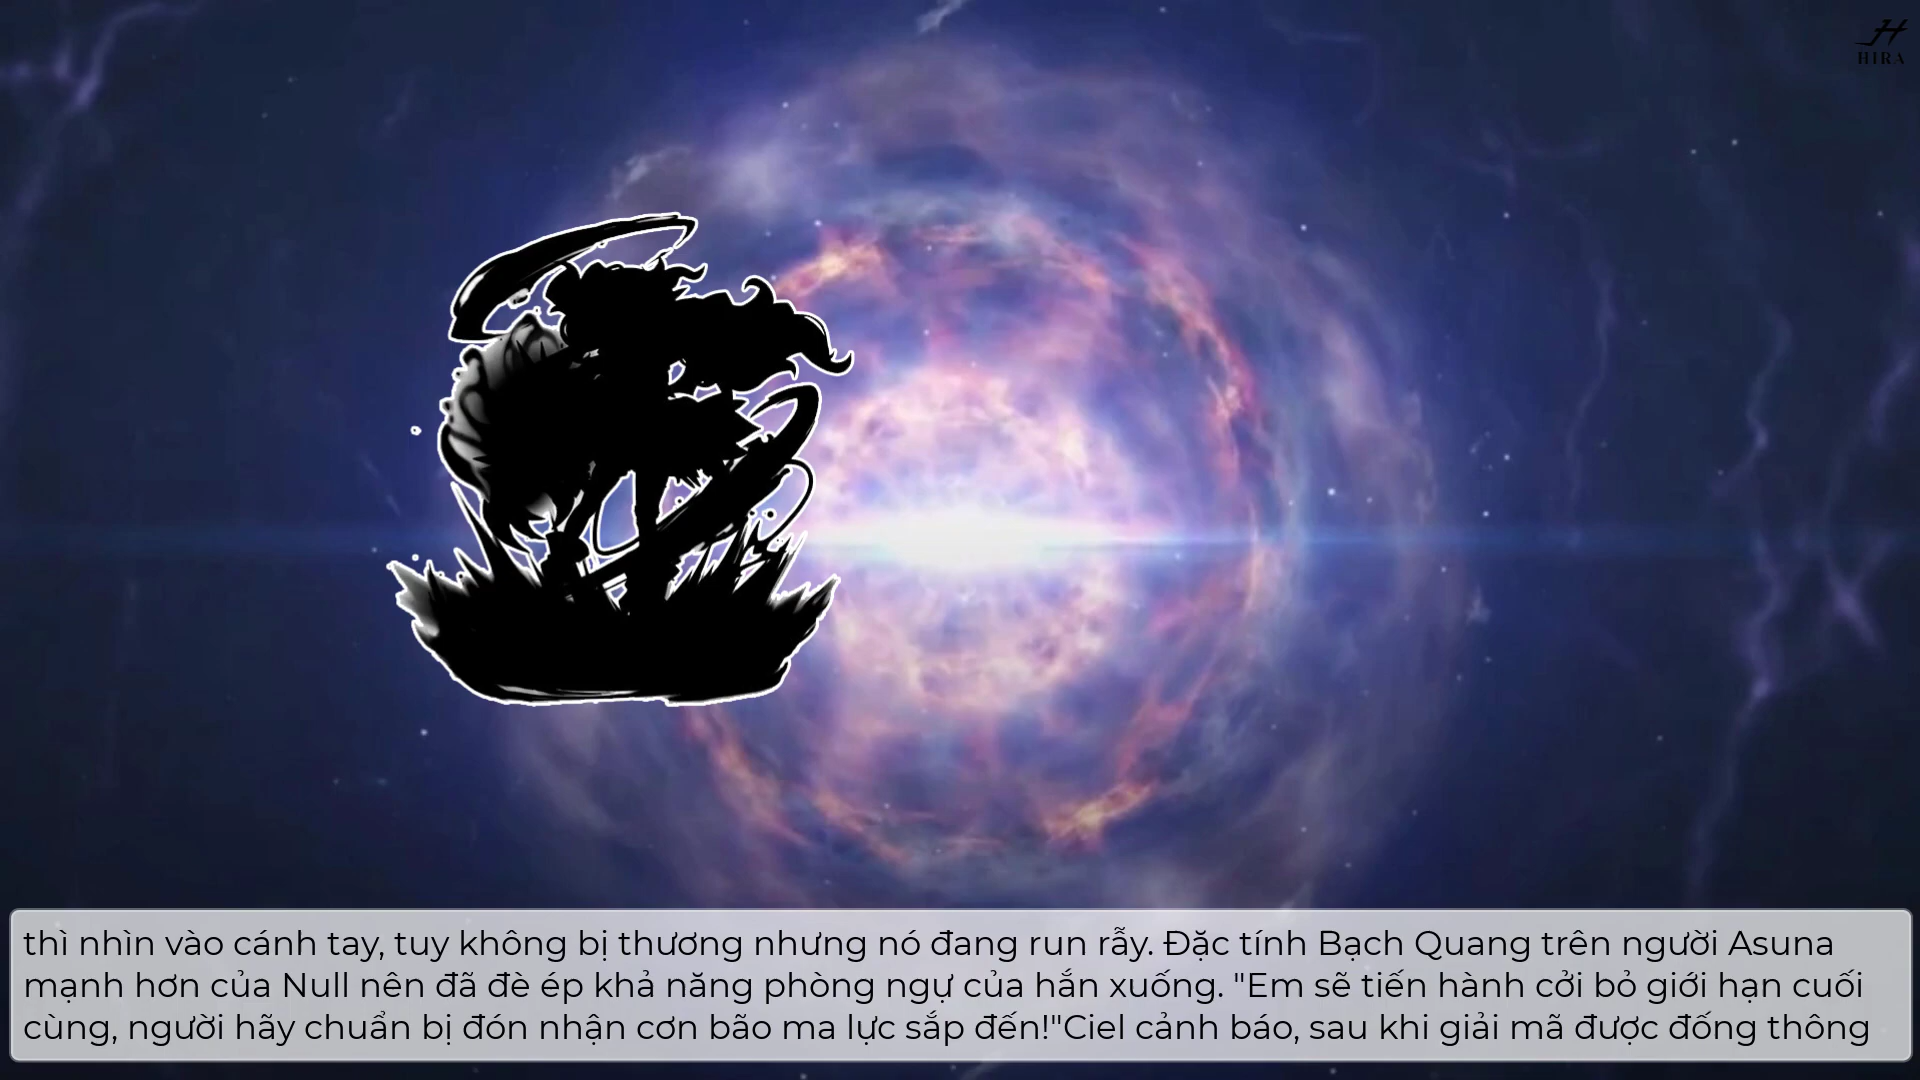 HIRA
thì nhìn vào cánh tay, tuy không bị thương nhưng nó đang run rẫy. Đặc tính Bạch Quang trên người Asuna
mạnh hơn của Null nên đã đè ép khả năng phòng ngự của hắn xuống. "Em sẽ tiến hành cởi bỏ giới hạn cuối
cùng, người hãy chuẩn bị đón nhận cơn bão ma lực sắp đến!"Ciel cảnh báo, sau khi giải mã được đống thông